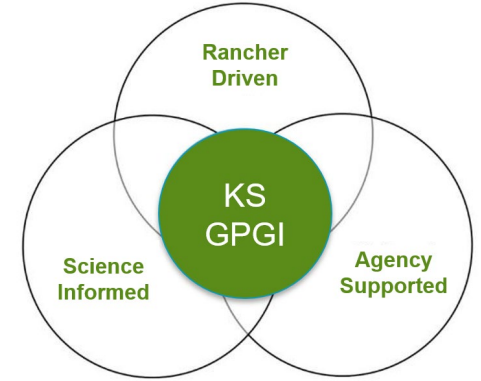 Rancher
Driven
KS
GPGI
Science
Informed
Agency
Supported